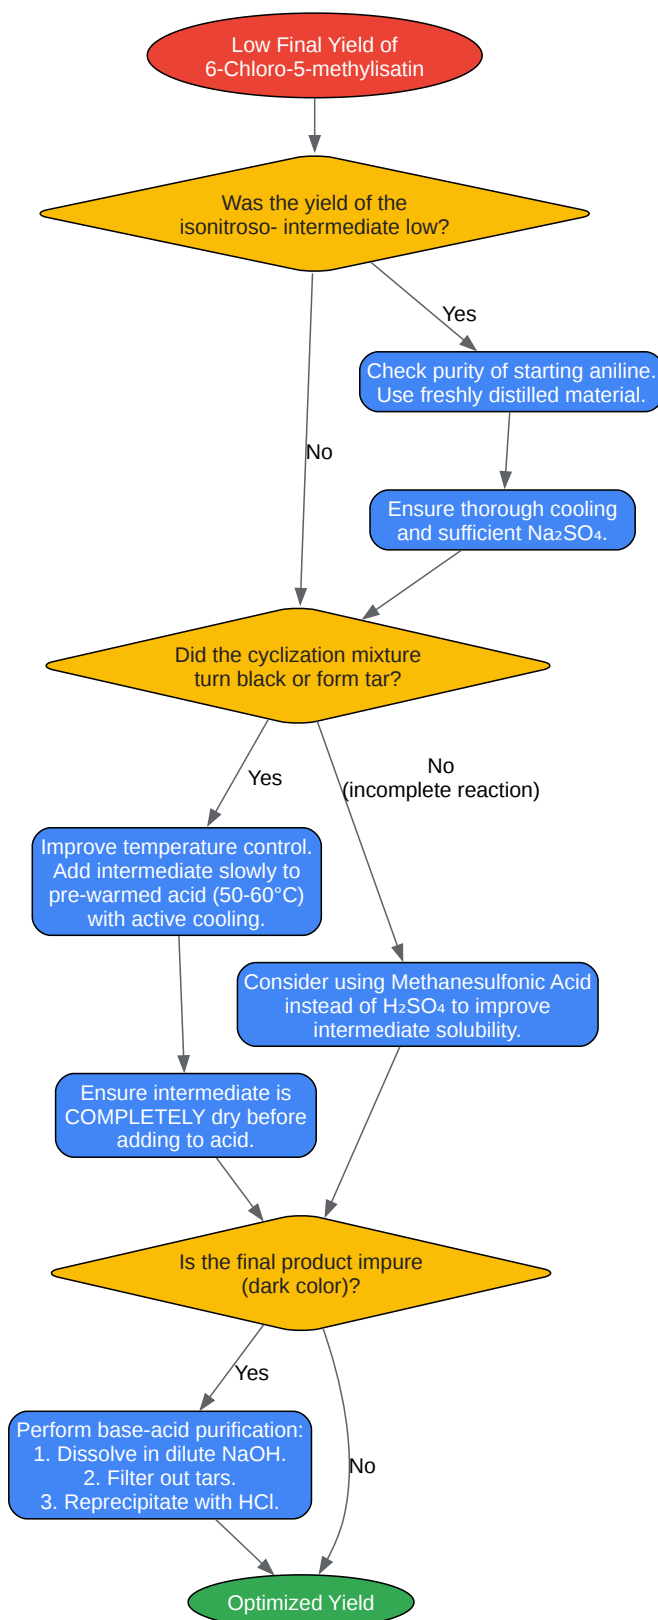 Low Final Yield of
6-Chloro-5-methylisatin
Was the yield of the
isonitroso- intermediate low?
Yes
Check purity of starting aniline.
Use freshly distilled material.
No
Ensure thorough cooling
and sufficient Na₂SO₄.
Did the cyclization mixture
turn black or form tar?
Yes
No
(incomplete reaction)
Improve temperature control.
Add intermediate slowly to
pre-warmed acid (50-60°C)
with active cooling.
Consider using Methanesulfonic Acid
instead of H₂SO₄ to improve
intermediate solubility.
Ensure intermediate is
COMPLETELY dry before
adding to acid.
Is the final product impure
(dark color)?
Yes
Perform base-acid purification:
1. Dissolve in dilute NaOH.
2. Filter out tars.
3. Reprecipitate with HCl.
No
Optimized Yield